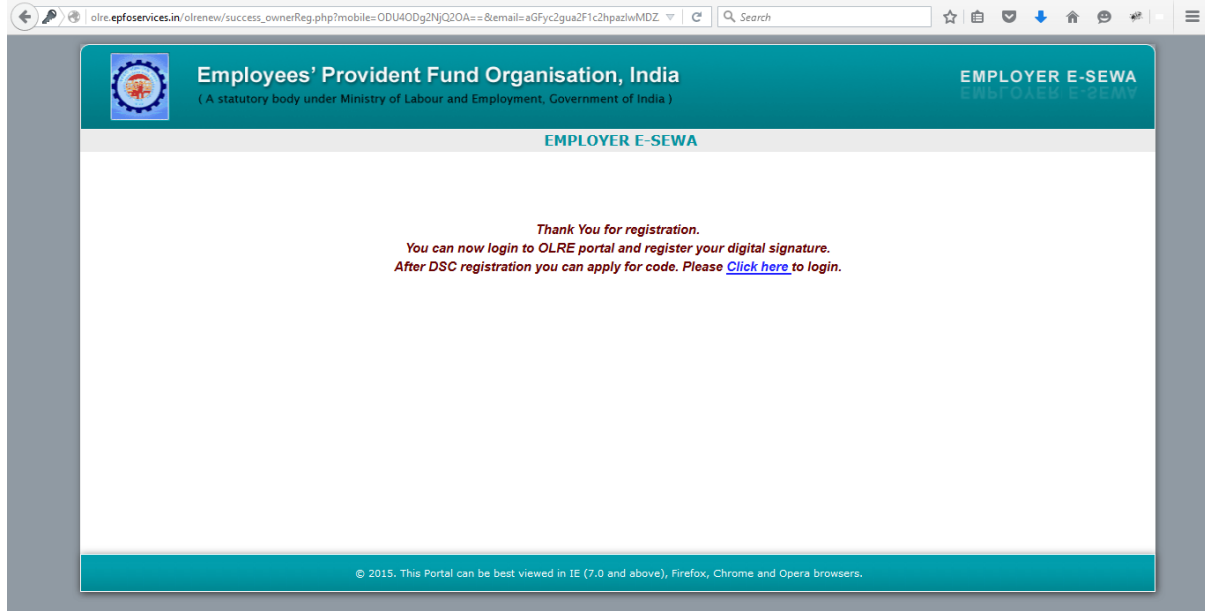 olre.epfoservices.in/olrenew/success_ownerReg.php?mobile=ODU4ODg2NjQ2OA==&email=aGFyc2gua2F1c2hpazIwMDZ
Search
Employees' Provident Fund Organisation, India
( A statutory body under Ministry of Labour and Employment, Government of India )
EMPLOYER E-SEWA
EMPLOYER E-SEWA
Thank You for registration.
You can now login to OLRE portal and register your digital signature.
After DSC registration you can apply for code. Please Click here to login.
© 2015. This Portal can be best viewed in IE (7.0 and above), Firefox, Chrome and Opera browsers.